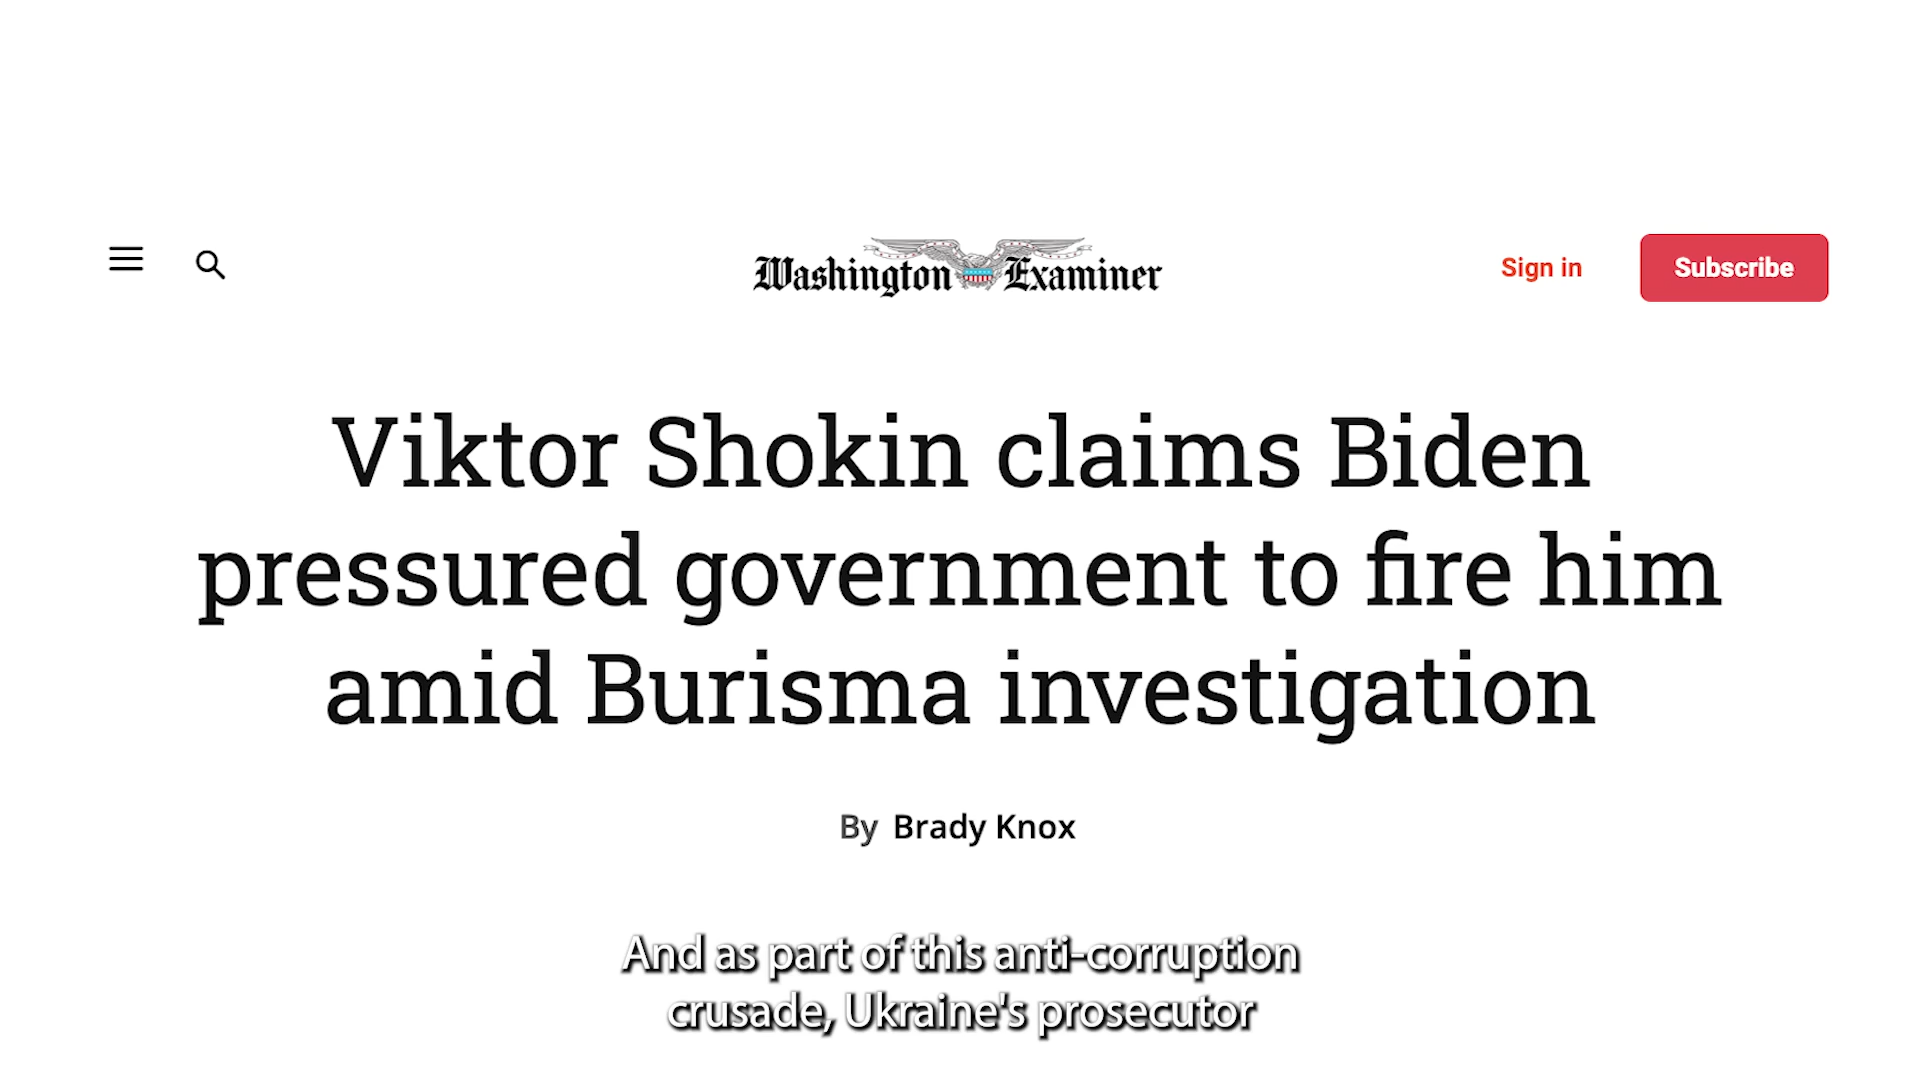 Washington Examiner
Sign in
Subscribe
Viktor Shokin claims Biden
pressured government to fire him
amid Burisma investigation
By Brady Knox
And as part of this anti-corruption
crusade, Ukraine's prosecutor